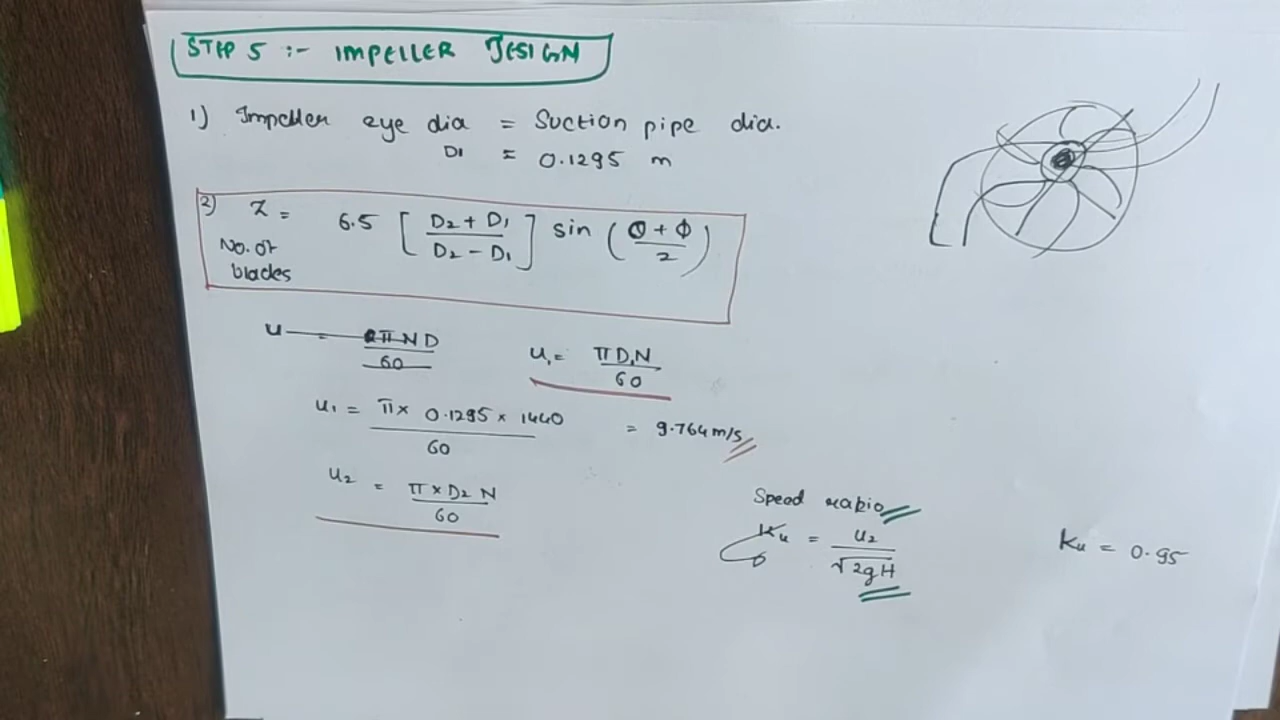 STEP 5 :- IMPELLER DESIGN
1) Impeller eye dia = Suction pipe dia.
D1 = 0.1295 m
2) Z = 6.5 [ D2 + D1 / D2 - D1 ] sin ( θ + ϕ / 2 )
No. of
blades
u = 2πND / 60
u1 = πD1N / 60
u1 = π × 0.1295 × 1440 / 60 = 9.764 m/s
u2 = π × D2 N / 60
Speed ratio
Ku = u2 / √2gH
Ku = 0.95